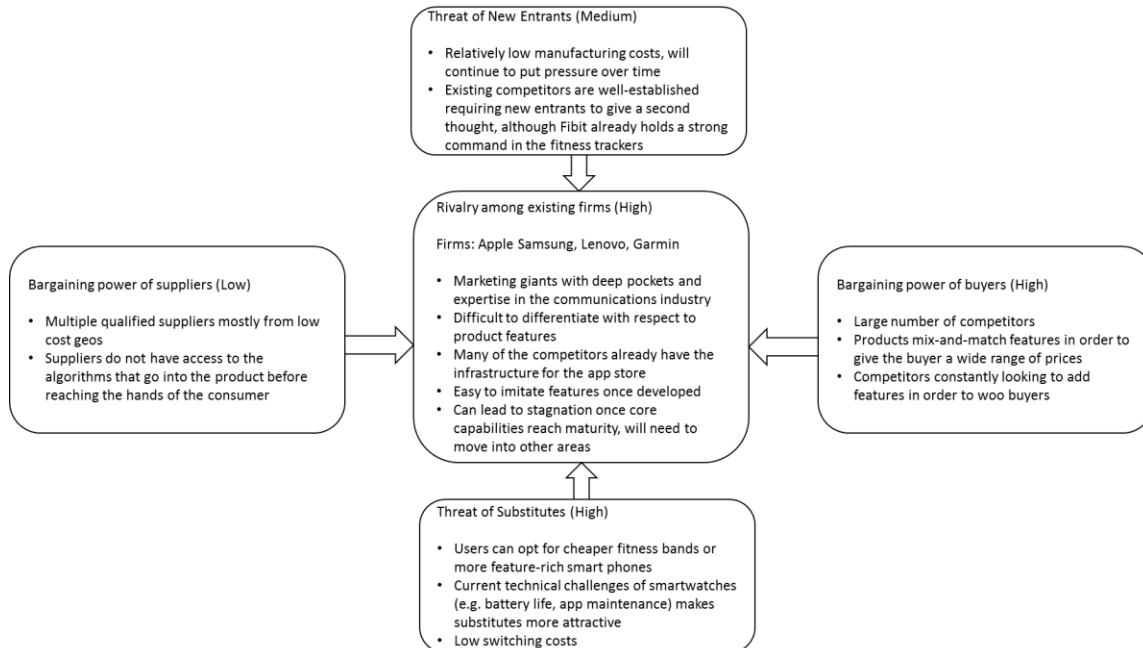 Threat of New Entrants (Medium)
• Relatively low manufacturing costs, will
continue to put pressure over time
• Existing competitors are well-established
requiring new entrants to give a second
thought, although Fibit already holds a strong
command in the fitness trackers
Bargaining power of suppliers (Low)
• Multiple qualified suppliers mostly from low
cost geos
• Suppliers do not have access to the
algorithms that go into the product before
reaching the hands of the consumer
Rivalry among existing firms (High)
Firms: Apple Samsung, Lenovo, Garmin
• Marketing giants with deep pockets and
expertise in the communications industry
• Difficult to differentiate with respect to
product features
• Many of the competitors already have the
infrastructure for the app store
• Easy to imitate features once developed
• Can lead to stagnation once core
capabilities reach maturity, will need to
move into other areas
Bargaining power of buyers (High)
• Large number of competitors
• Products mix-and-match features in order to
give the buyer a wide range of prices
• Competitors constantly looking to add
features in order to woo buyers
Threat of Substitutes (High)
• Users can opt for cheaper fitness bands or
more feature-rich smart phones
• Current technical challenges of smartwatches
(e.g. battery life, app maintenance) makes
substitutes more attractive
• Low switching costs